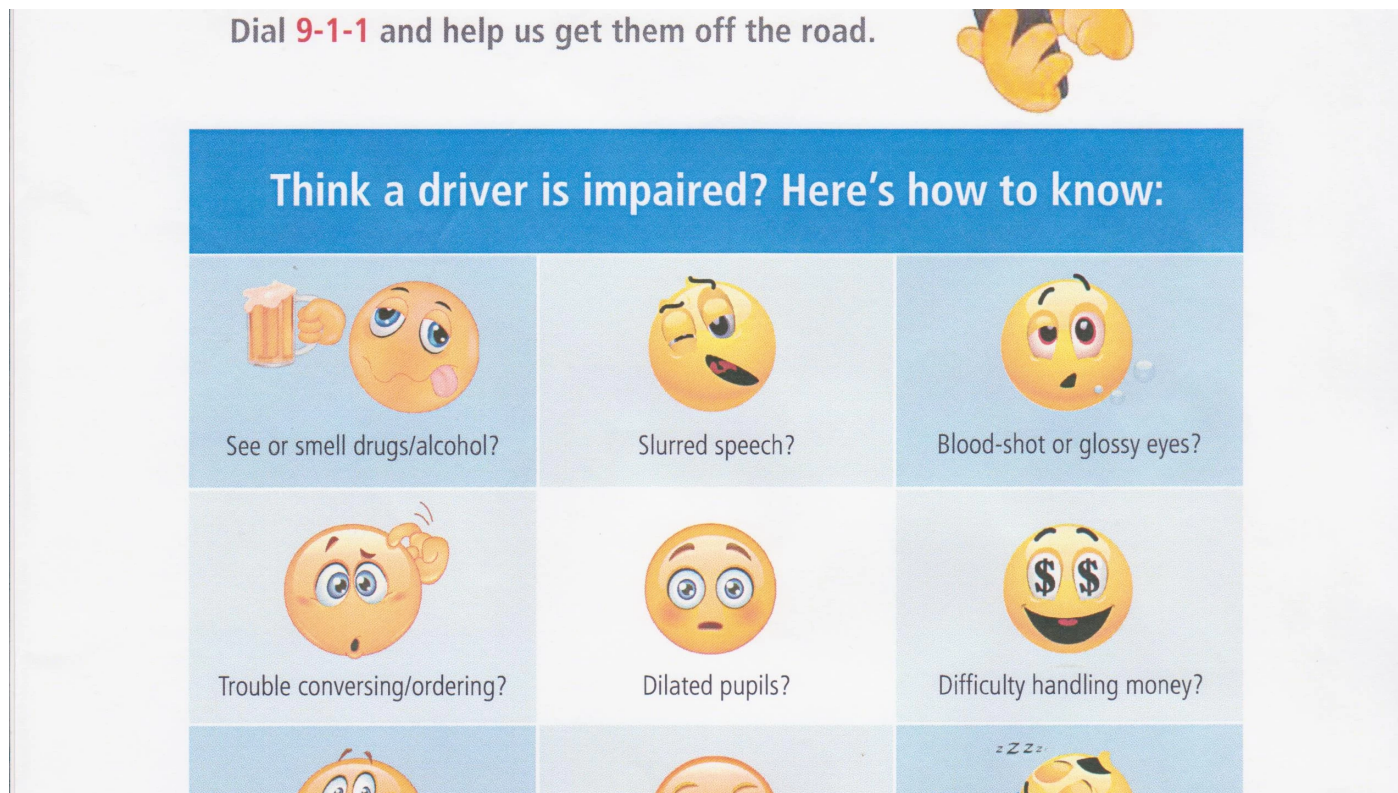 Dial 9-1-1 and help us get them off the road.
Think a driver is impaired? Here's how to know:
See or smell drugs/alcohol?
Slurred speech?
Blood-shot or glossy eyes?
$ $
Trouble conversing/ordering?
Dilated pupils?
Difficulty handling money?
zZZz